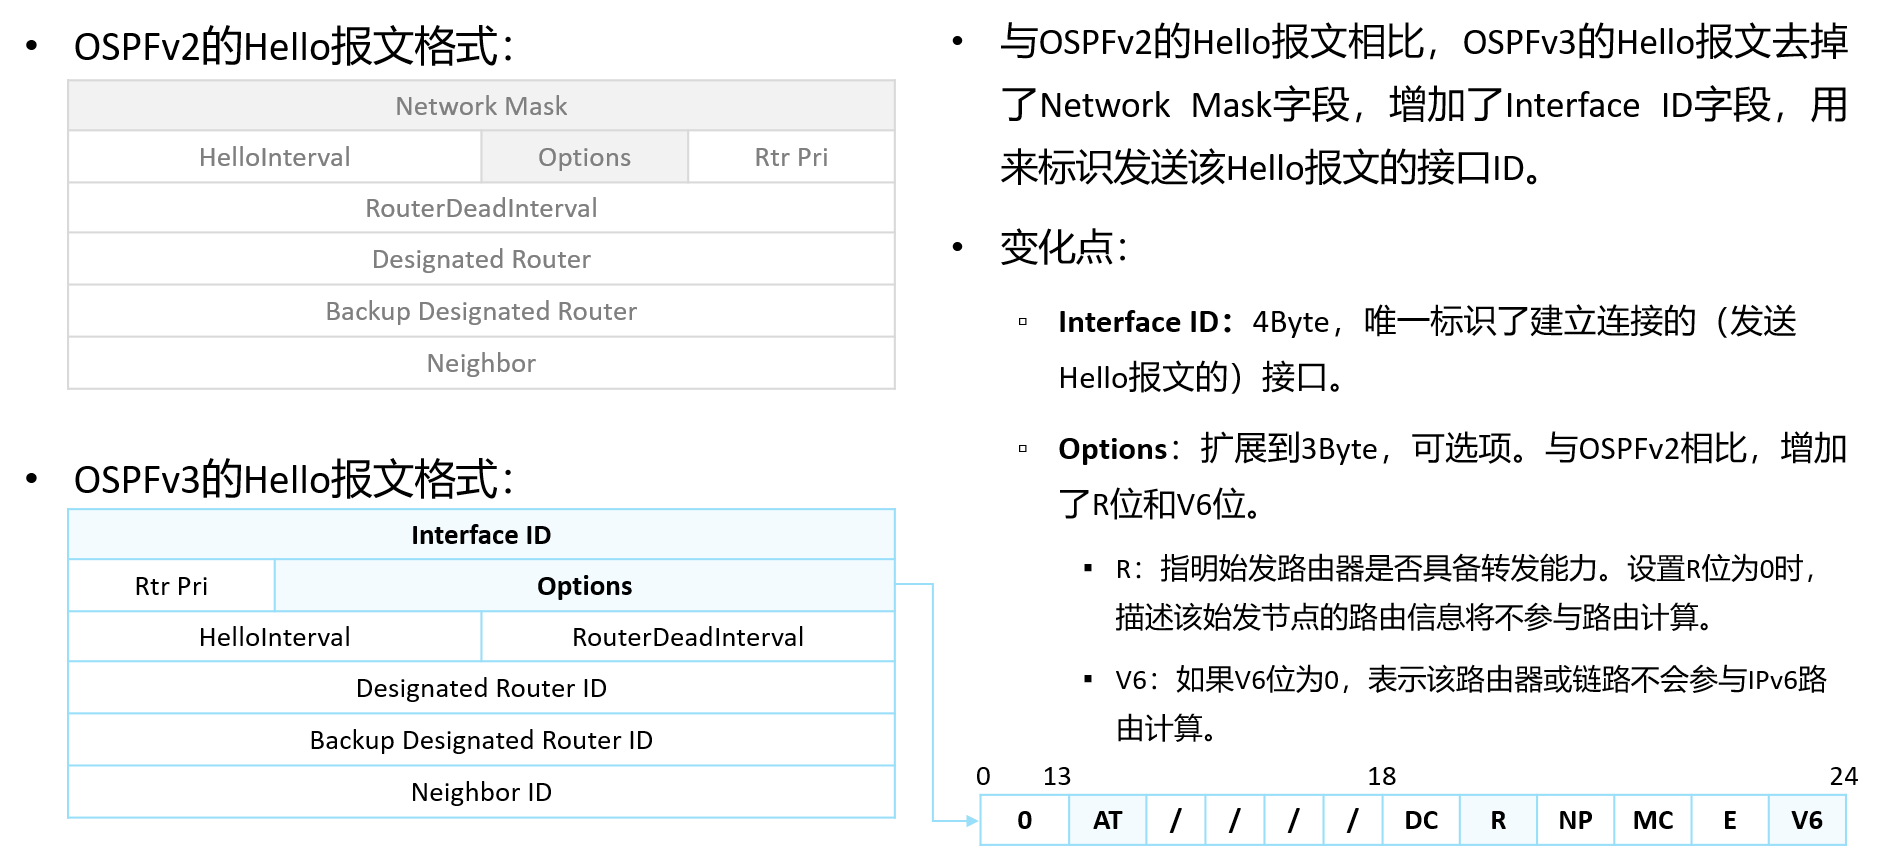 • OSPFv2的Hello报文格式：
Network Mask
HelloInterval Options Rtr Pri
RouterDeadInterval
Designated Router
Backup Designated Router
Neighbor
• OSPFv3的Hello报文格式：
Interface ID
Rtr Pri Options
HelloInterval RouterDeadInterval
Designated Router ID
Backup Designated Router ID
Neighbor ID
• 与OSPFv2的Hello报文相比，OSPFv3的Hello报文去掉
了Network Mask字段，增加了Interface ID字段，用
来标识发送该Hello报文的接口ID。
• 变化点：
▫ Interface ID：4Byte，唯一标识了建立连接的（发送
Hello报文的）接口。
▫ Options：扩展到3Byte，可选项。与OSPFv2相比，增加
了R位和V6位。
▪ R：指明始发路由器是否具备转发能力。设置R位为0时，
描述该始发节点的路由信息将不参与路由计算。
▪ V6：如果V6位为0，表示该路由器或链路不会参与IPv6路
由计算。
0 13 18 24
0 AT / / / / DC R NP MC E V6